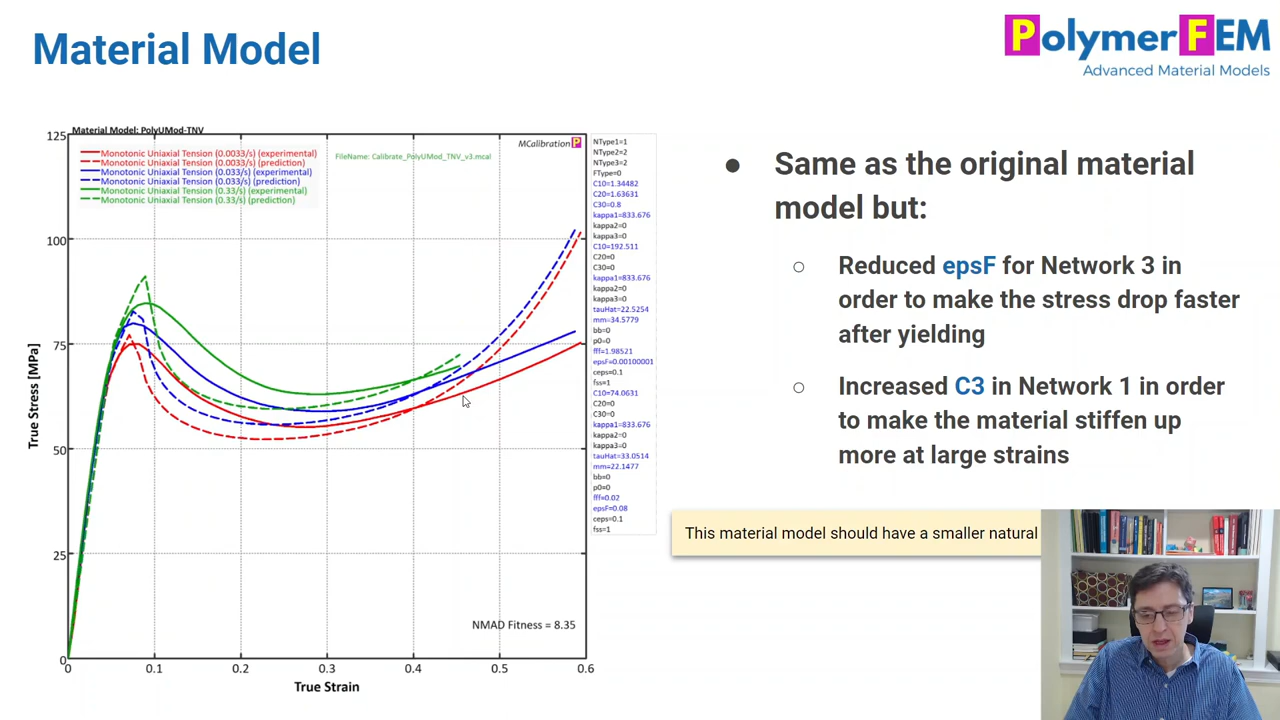 Material Model
PolymerFEM
Advanced Material Models
Material Model: PolyUMod-TNV
125
100
75
50
25
0
True Stress [MPa]
Monotonic Uniaxial Tension (0.0033/s) (experimental)
Monotonic Uniaxial Tension (0.0033/s) (prediction)
Monotonic Uniaxial Tension (0.033/s) (experimental)
Monotonic Uniaxial Tension (0.033/s) (prediction)
Monotonic Uniaxial Tension (0.33/s) (experimental)
Monotonic Uniaxial Tension (0.33/s) (prediction)
FileName: Calibrate_PolyUMod_TNV_v3.mcal
MCalibration P
NMAD Fitness = 8.35
0 0.1 0.2 0.3 0.4 0.5 0.6
True Strain
NType1=1
NType2=2
NType3=2
FType=0
C10=1.34482
C20=1.63631
C30=0.8
kappa1=833.676
kappa2=0
kappa3=0
C10=192.511
C20=0
C30=0
kappa1=833.676
kappa2=0
kappa3=0
tauHat=22.5254
mm=34.5779
bb=0
p0=0
fff=1.98521
epsF=0.00100001
ceps=0.1
fss=1
C10=74.0631
C20=0
C30=0
kappa1=833.676
kappa2=0
kappa3=0
tauHat=33.0514
mm=22.1477
bb=0
p0=0
fff=0.02
epsF=0.08
ceps=0.1
fss=1
● Same as the original material
model but:
○ Reduced epsF for Network 3 in
order to make the stress drop faster
after yielding
○ Increased C3 in Network 1 in order
to make the material stiffen up
more at large strains
This material model should have a smaller natural